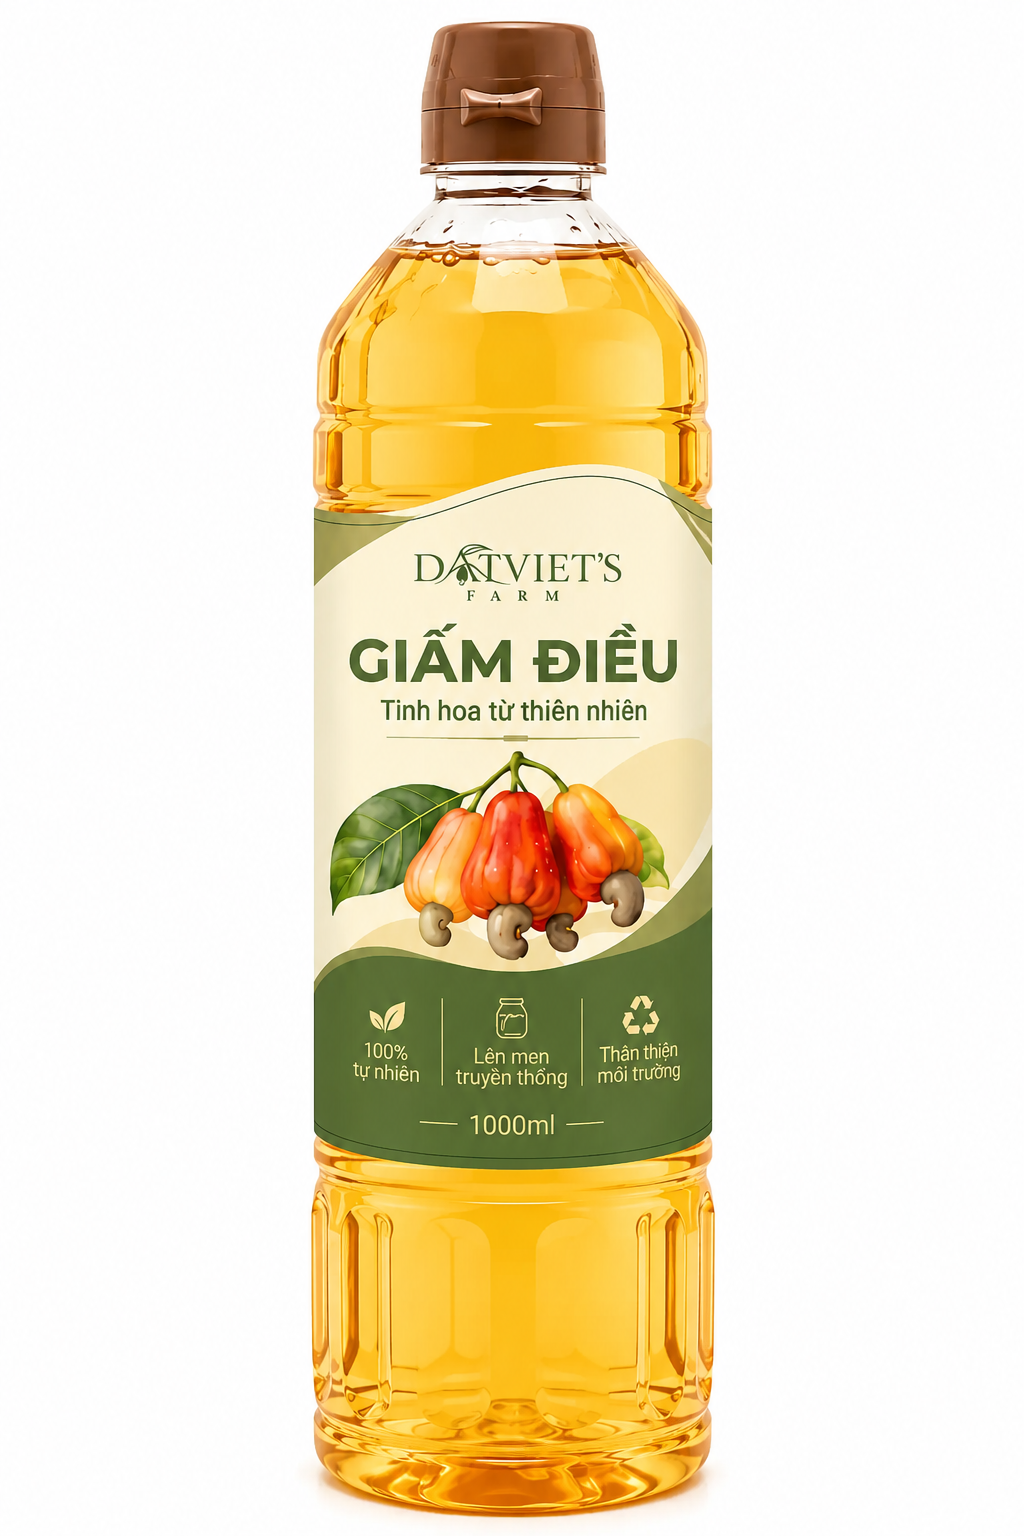 DATVIET'S
FARM
GIẤM ĐIỀU
Tinh hoa từ thiên nhiên
100%
tự nhiên
Lên men
truyền thống
Thân thiện
môi trường
1000ml